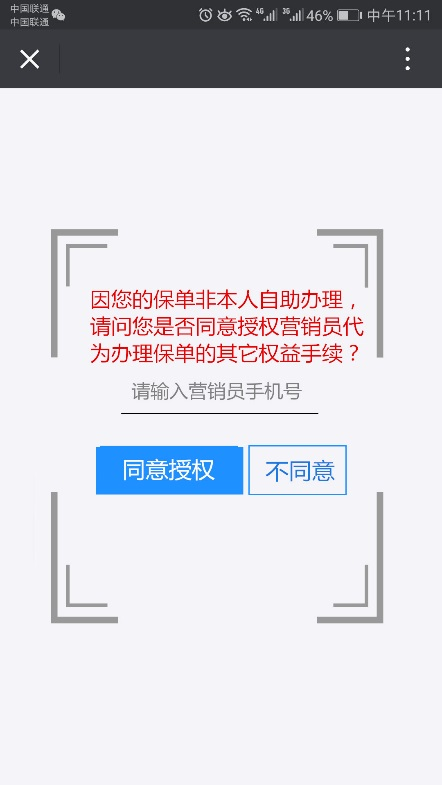 中国联通
中国联通
4G 3G 46% 中午11:11
因您的保单非本人自助办理，
请问您是否同意授权营销员代
为办理保单的其它权益手续？
请输入营销员手机号
同意授权 不同意